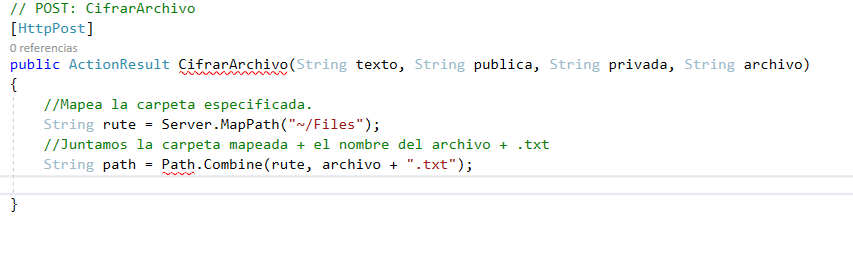 // POST: CifrarArchivo
[HttpPost]
0 referencias
public ActionResult CifrarArchivo(String texto, String publica, String privada, String archivo)
{
//Mapea la carpeta especificada.
String rute = Server.MapPath("~/Files");
//Juntamos la carpeta mapeada + el nombre del archivo + .txt
String path = Path.Combine(rute, archivo + ".txt");
}